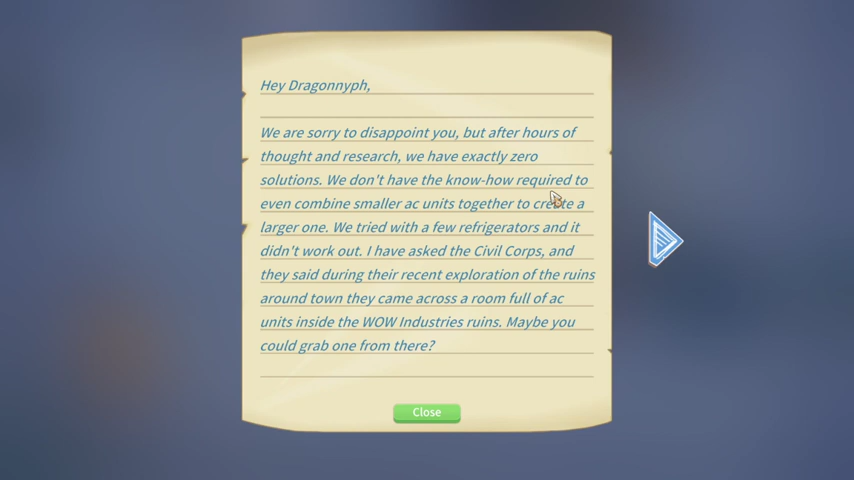 Hey Dragonnyph,
We are sorry to disappoint you, but after hours of
thought and research, we have exactly zero
solutions. We don't have the know-how required to
even combine smaller ac units together to create a
larger one. We tried with a few refrigerators and it
didn't work out. I have asked the Civil Corps, and
they said during their recent exploration of the ruins
around town they came across a room full of ac
units inside the WOW Industries ruins. Maybe you
could grab one from there?
Close